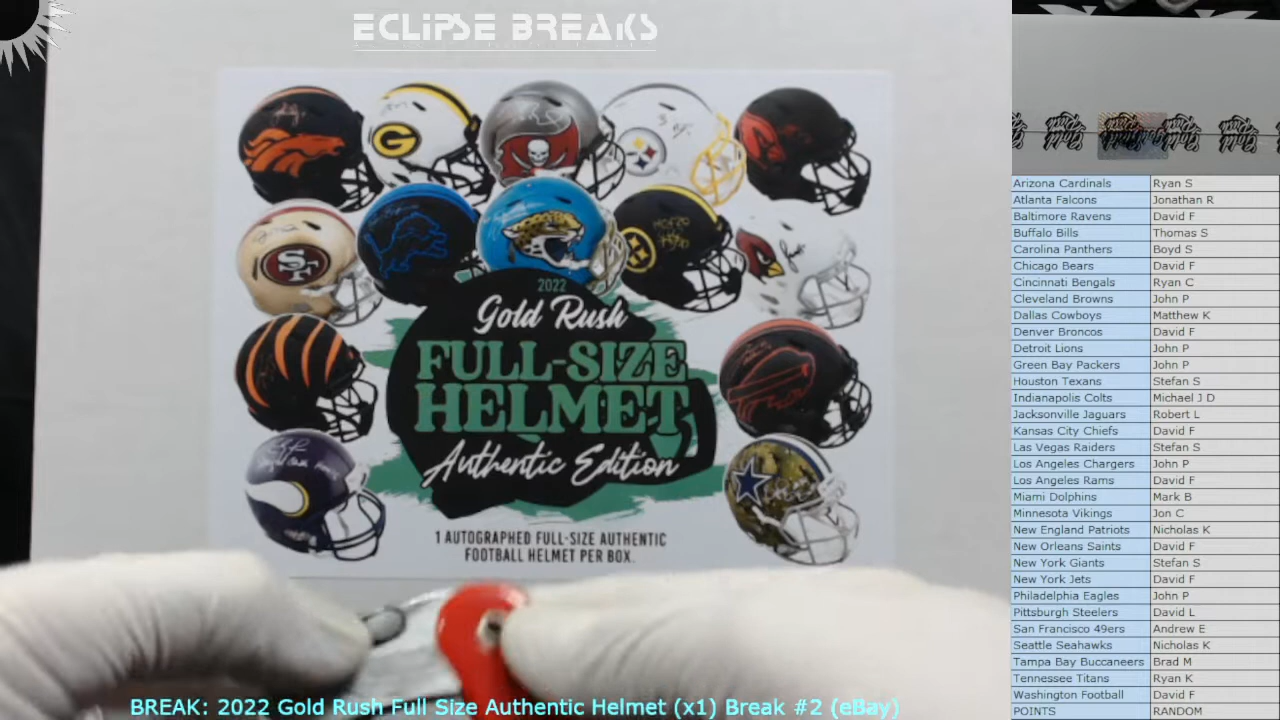 ECLIPSE BREAKS
2022
Gold Rush
FULL-SIZE
HELMET
Authentic Edition
1 AUTOGRAPHED FULL-SIZE AUTHENTIC
FOOTBALL HELMET PER BOX.
BREAK: 2022 Gold Rush Full Size Authentic Helmet (x1) Break #2 (eBay)
Arizona Cardinals Ryan S
Atlanta Falcons Jonathan R
Baltimore Ravens David F
Buffalo Bills Thomas S
Carolina Panthers Boyd S
Chicago Bears David F
Cincinnati Bengals Ryan C
Cleveland Browns John P
Dallas Cowboys Matthew K
Denver Broncos David F
Detroit Lions John P
Green Bay Packers John P
Houston Texans Stefan S
Indianapolis Colts Michael J D
Jacksonville Jaguars Robert L
Kansas City Chiefs David F
Las Vegas Raiders Stefan S
Los Angeles Chargers John P
Los Angeles Rams David F
Miami Dolphins Mark B
Minnesota Vikings Jon C
New England Patriots Nicholas K
New Orleans Saints David F
New York Giants Stefan S
New York Jets David F
Philadelphia Eagles John P
Pittsburgh Steelers David L
San Francisco 49ers Andrew E
Seattle Seahawks Nicholas K
Tampa Bay Buccaneers Brad M
Tennessee Titans Ryan K
Washington Football David F
POINTS RANDOM